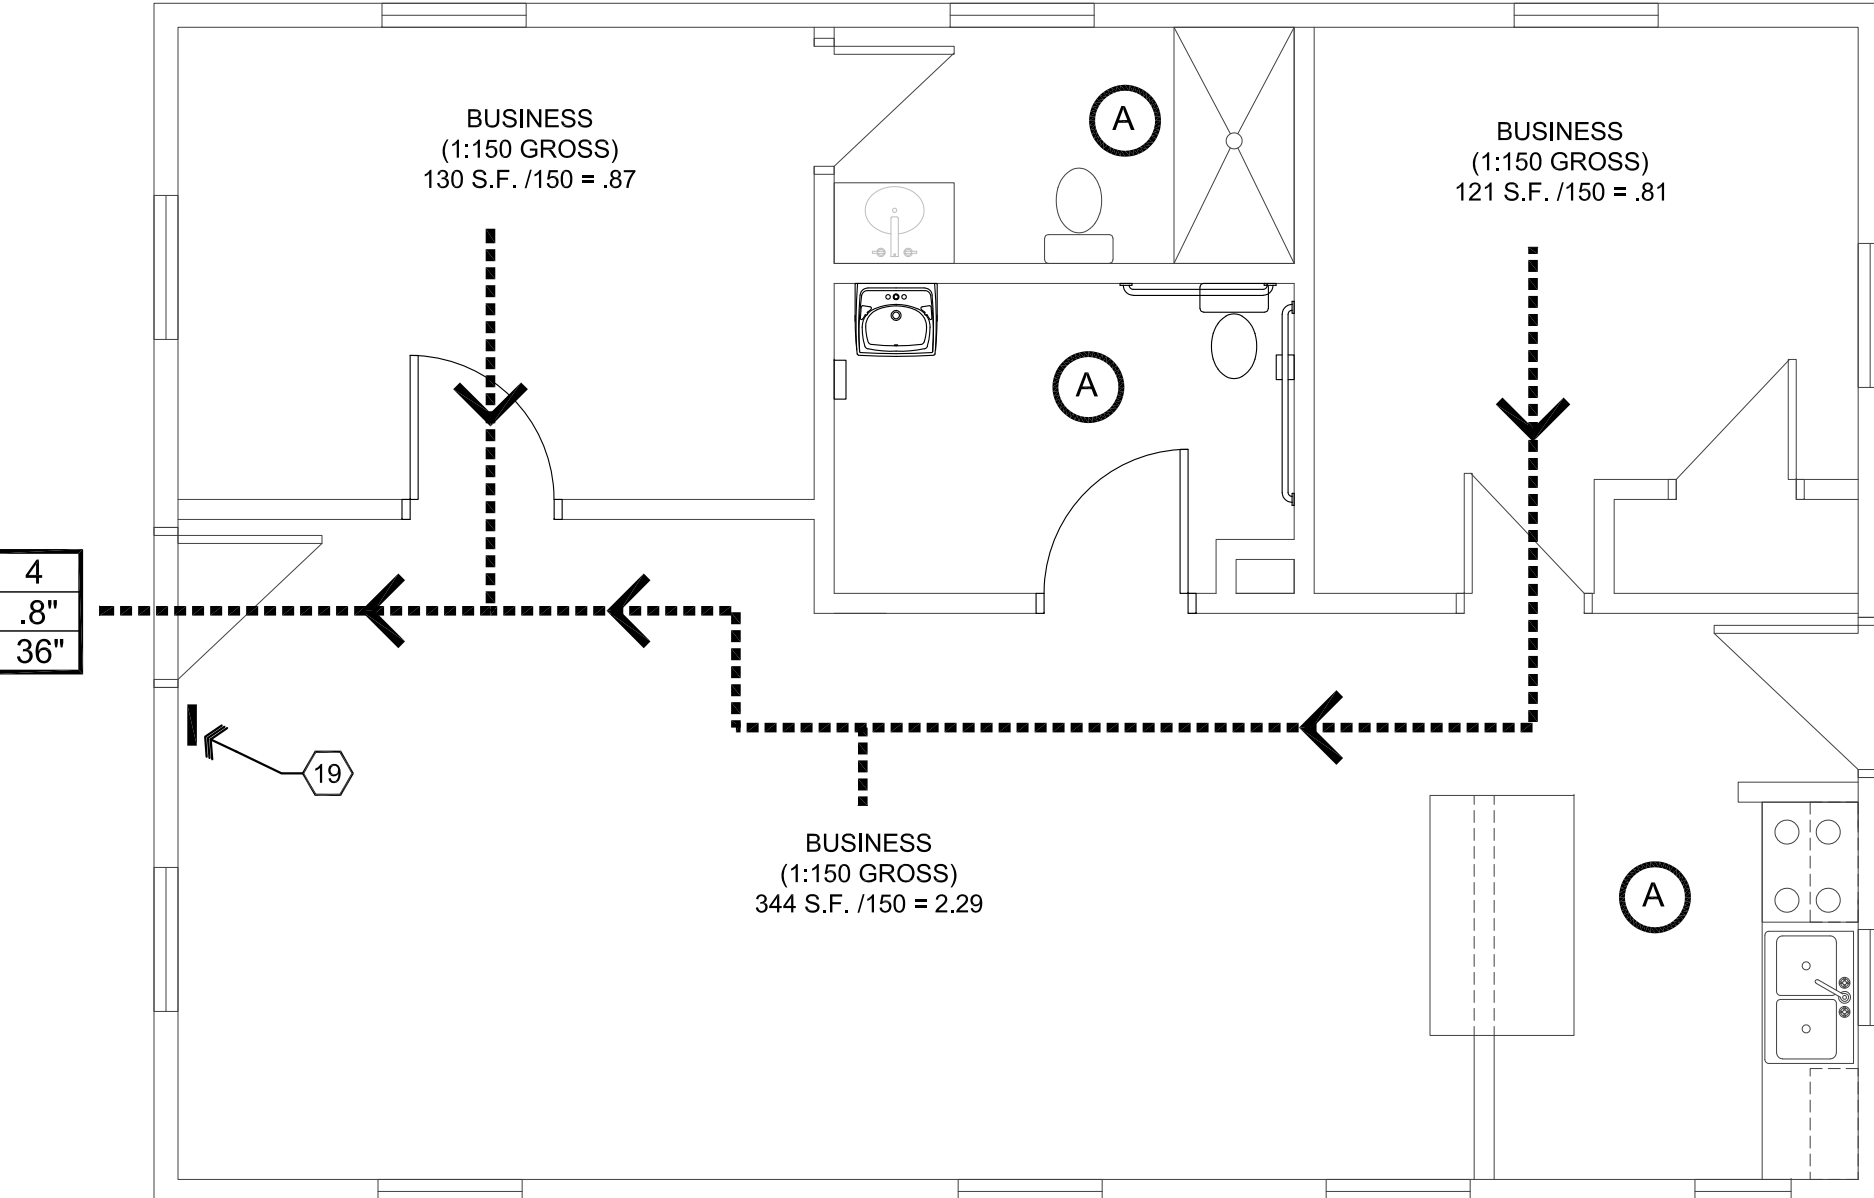 BUSINESS
(1:150 GROSS)
130 S.F. /150 = .87
A
BUSINESS
(1:150 GROSS)
121 S.F. /150 = .81
A
4
.8"
36"
19
BUSINESS
(1:150 GROSS)
344 S.F. /150 = 2.29
A